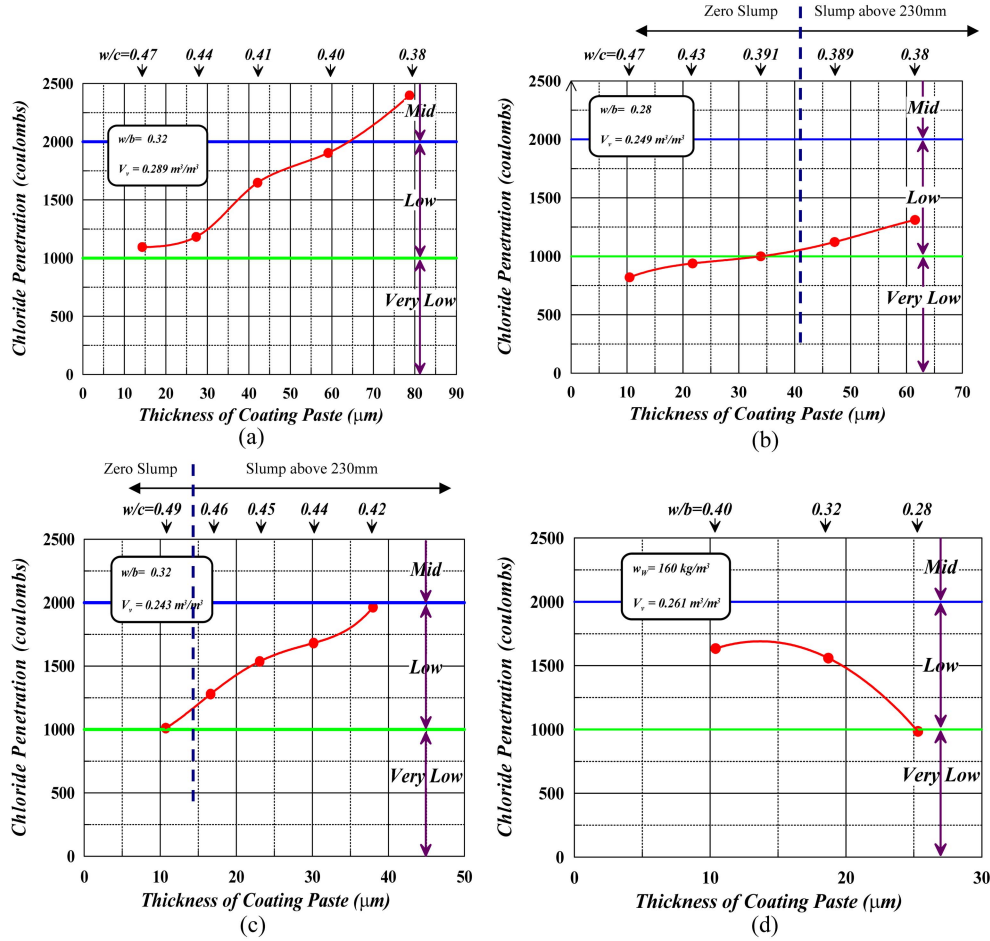 w/c=0.47 0.44 0.41 0.40 0.38
2500
2000
1500
1000
500
0
Chloride Penetration (coulombs)
w/b= 0.32
Vv = 0.289 m³/m³
Mid
Low
Very Low
0 10 20 30 40 50 60 70 80 90
Thickness of Coating Paste (μm)
(a)
Zero Slump Slump above 230mm
w/c=0.47 0.43 0.391 0.389 0.38
2500
2000
1500
1000
500
0
Chloride Penetration (coulombs)
w/b= 0.28
Vv = 0.249 m³/m³
Mid
Low
Very Low
0 10 20 30 40 50 60 70
Thickness of Coating Paste (μm)
(b)
Zero Slump Slump above 230mm
w/c=0.49 0.46 0.45 0.44 0.42
2500
2000
1500
1000
500
0
Chloride Penetration (coulombs)
w/b= 0.32
Vv = 0.243 m³/m³
Mid
Low
Very Low
0 10 20 30 40 50
Thickness of Coating Paste (μm)
(c)
w/b=0.40 0.32 0.28
2500
2000
1500
1000
500
0
Chloride Penetration (coulombs)
wW= 160 kg/m³
Vv = 0.261 m³/m³
Mid
Low
Very Low
0 10 20 30
Thickness of Coating Paste (μm)
(d)